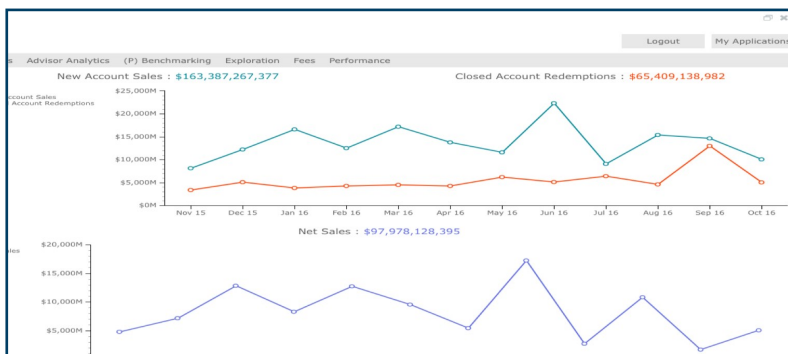 Logout My Applications
s Advisor Analytics (P) Benchmarking Exploration Fees Performance
New Account Sales : $163,387,267,377 Closed Account Redemptions : $65,409,138,982
ccount Sales
Account Redemptions
$25,000M
$20,000M
$15,000M
$10,000M
$5,000M
$0M
Nov 15 Dec 15 Jan 16 Feb 16 Mar 16 Apr 16 May 16 Jun 16 Jul 16 Aug 16 Sep 16 Oct 16
Net Sales : $97,978,128,395
ales
$20,000M
$15,000M
$10,000M
$5,000M